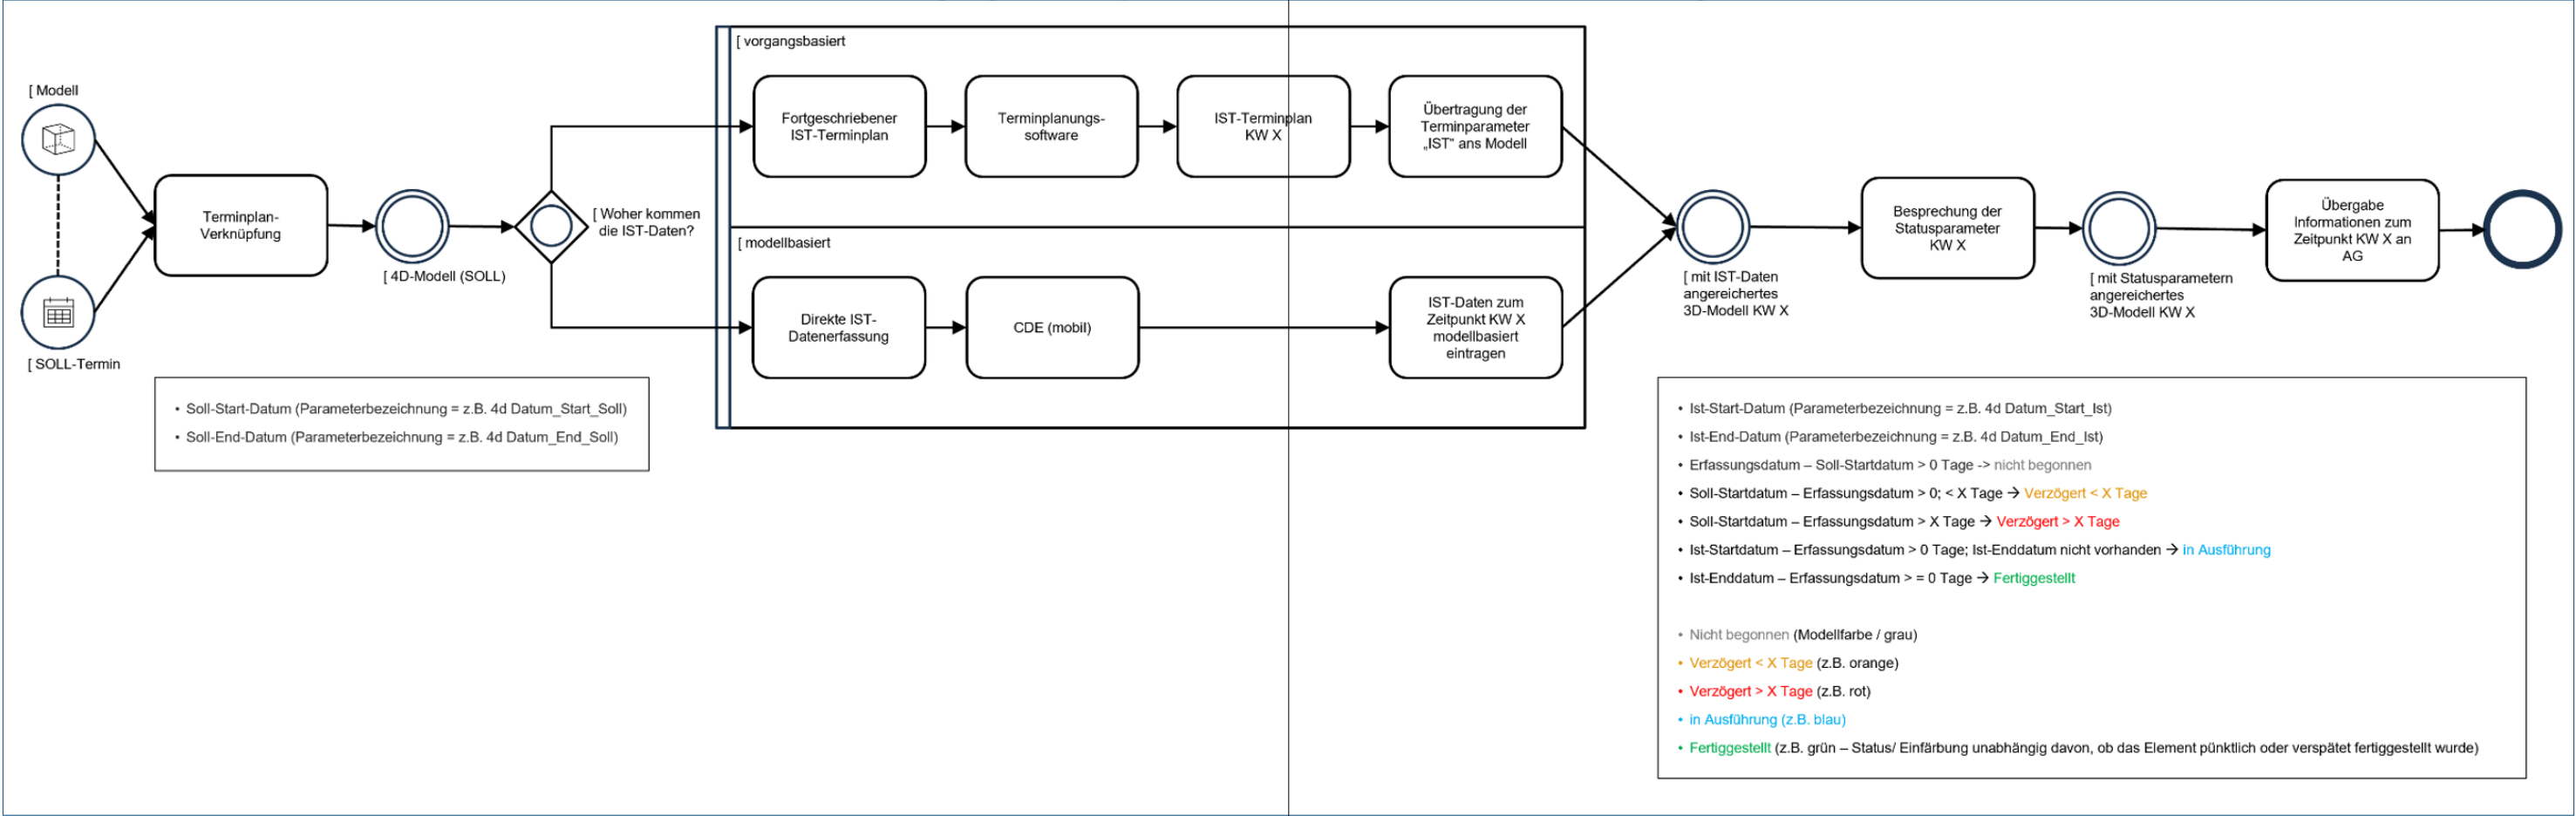 [ Modell
[ SOLL-Termin
Terminplan-
Verknüpfung
[ 4D-Modell (SOLL)
[ Woher kommen
die IST-Daten?
[ vorgangsbasiert
Fortgeschriebener
IST-Terminplan
Terminplanungs-
software
IST-Terminplan
KW X
Übertragung der
Terminparameter
„IST“ ans Modell
[ modellbasiert
Direkte IST-
Datenerfassung
CDE (mobil)
IST-Daten zum
Zeitpunkt KW X
modellbasiert
eintragen
[ mit IST-Daten
angereichertes
3D-Modell KW X
Besprechung der
Statusparameter
KW X
[ mit Statusparametern
angereichertes
3D-Modell KW X
Übergabe
Informationen zum
Zeitpunkt KW X an
AG
• Soll-Start-Datum (Parameterbezeichnung = z.B. 4d Datum_Start_Soll)
• Soll-End-Datum (Parameterbezeichnung = z.B. 4d Datum_End_Soll)
• Ist-Start-Datum (Parameterbezeichnung = z.B. 4d Datum_Start_Ist)
• Ist-End-Datum (Parameterbezeichnung = z.B. 4d Datum_End_Ist)
• Erfassungsdatum – Soll-Startdatum > 0 Tage -> nicht begonnen
• Soll-Startdatum – Erfassungsdatum > 0; < X Tage → Verzögert < X Tage
• Soll-Startdatum – Erfassungsdatum > X Tage → Verzögert > X Tage
• Ist-Startdatum – Erfassungsdatum > 0 Tage; Ist-Enddatum nicht vorhanden → in Ausführung
• Ist-Enddatum – Erfassungsdatum > = 0 Tage → Fertiggestellt
• Nicht begonnen (Modellfarbe / grau)
• Verzögert < X Tage (z.B. orange)
• Verzögert > X Tage (z.B. rot)
• in Ausführung (z.B. blau)
• Fertiggestellt (z.B. grün – Status/ Einfärbung unabhängig davon, ob das Element pünktlich oder verspätet fertiggestellt wurde)